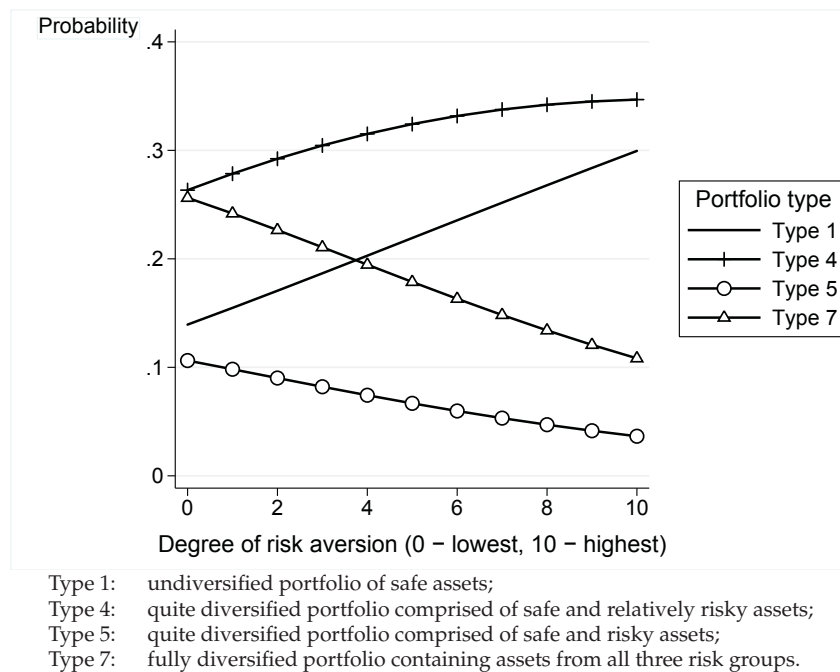 Probability
.4
.3
.2
.1
0
0 2 4 6 8 10
Degree of risk aversion (0 − lowest, 10 − highest)
Portfolio type
Type 1
Type 4
Type 5
Type 7
Type 1: undiversified portfolio of safe assets;
Type 4: quite diversified portfolio comprised of safe and relatively risky assets;
Type 5: quite diversified portfolio comprised of safe and risky assets;
Type 7: fully diversified portfolio containing assets from all three risk groups.